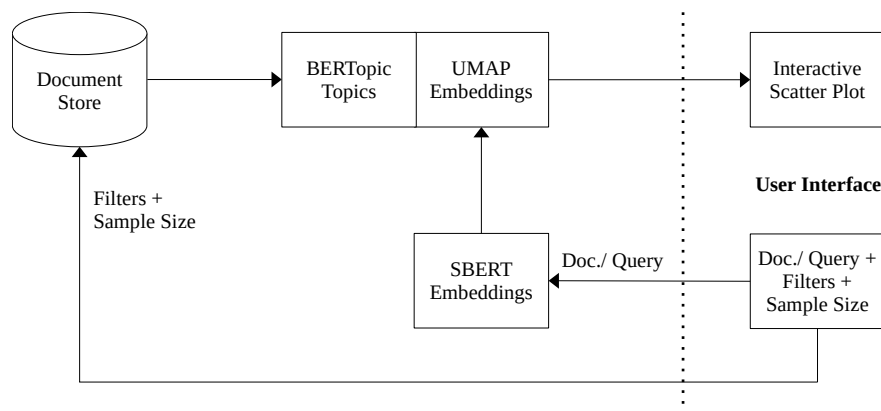 Document
Store
BERTopic
Topics
UMAP
Embeddings
Interactive
Scatter Plot
Filters +
Sample Size
User Interface
SBERT
Embeddings
Doc./ Query
Doc./ Query +
Filters +
Sample Size